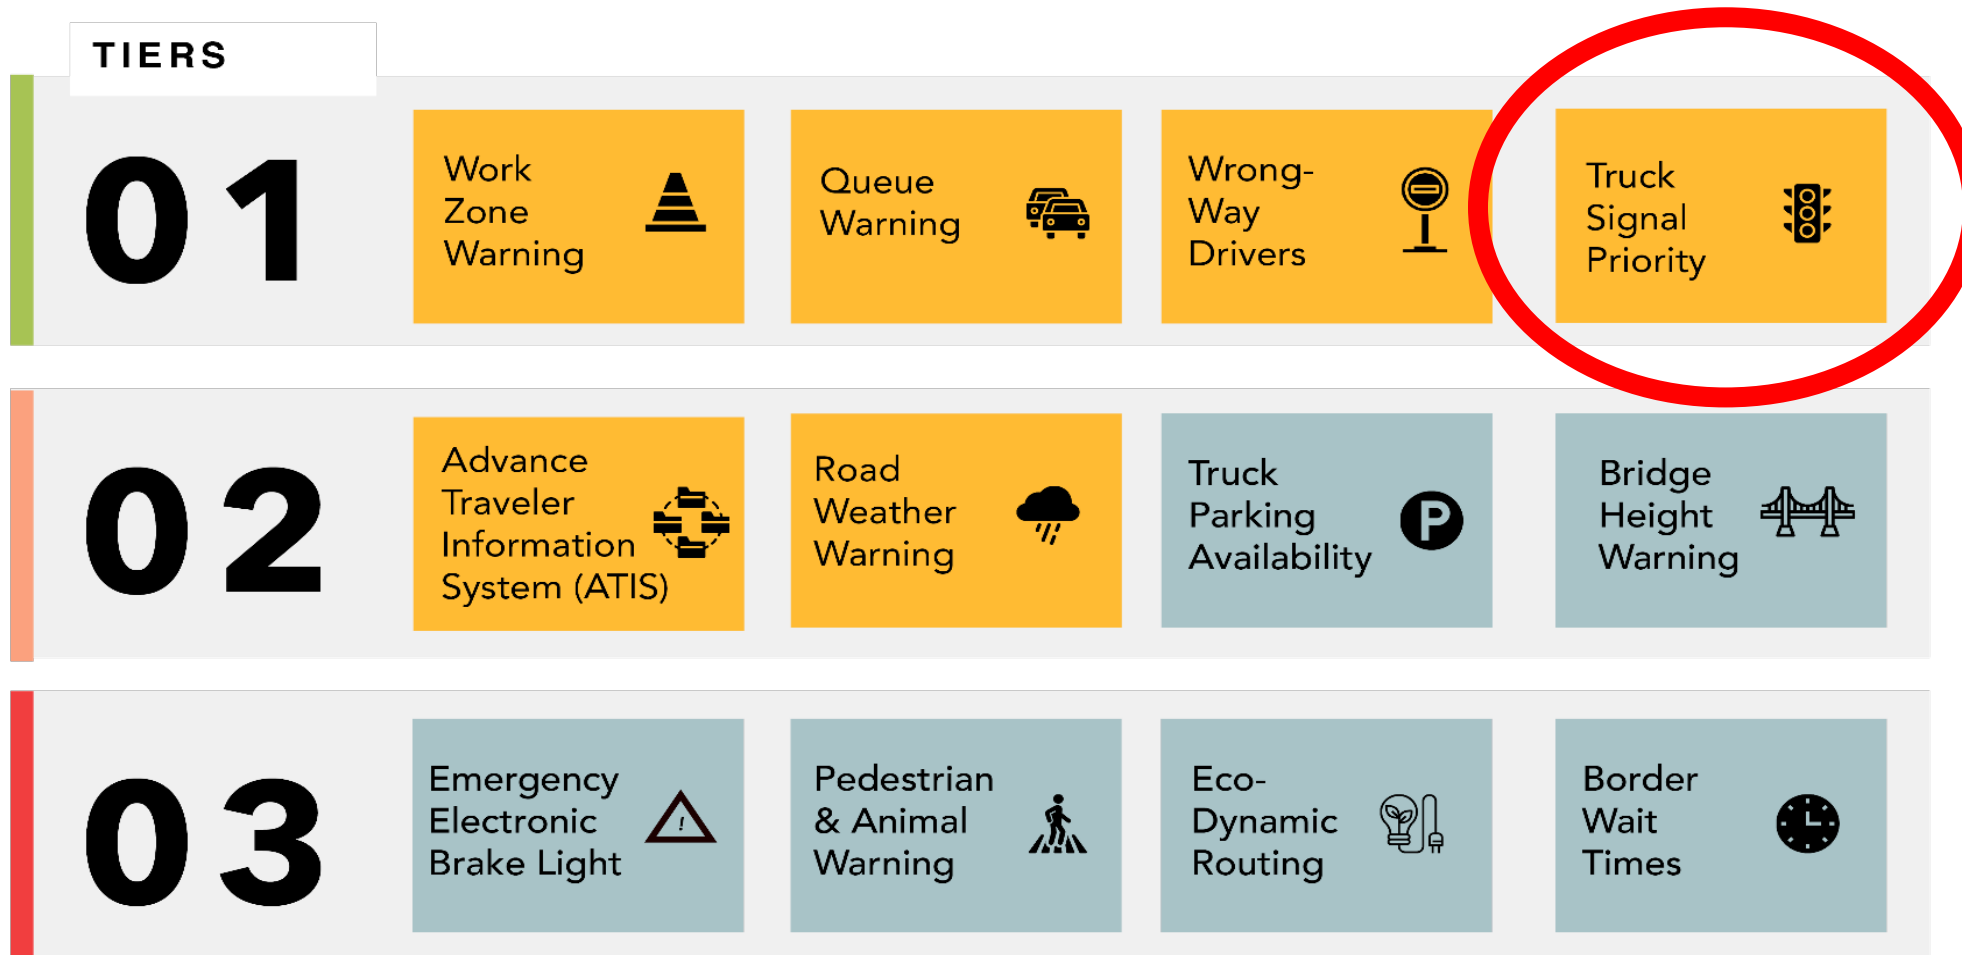 TIERS
01
Work
Zone
Warning
Queue
Warning
Wrong-
Way
Drivers
Truck
Signal
Priority
02
Advance
Traveler
Information
System (ATIS)
Road
Weather
Warning
Truck
Parking
Availability
P
Bridge
Height
Warning
03
Emergency
Electronic
Brake Light
!
Pedestrian
& Animal
Warning
Eco-
Dynamic
Routing
Border
Wait
Times